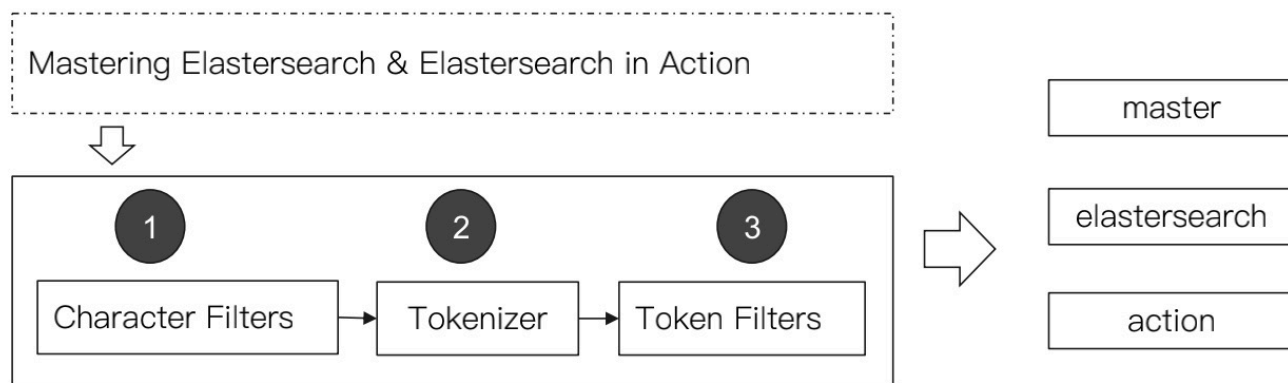 Mastering Elastersearch & Elastersearch in Action
1
2
3
Character Filters
Tokenizer
Token Filters
master
elastersearch
action